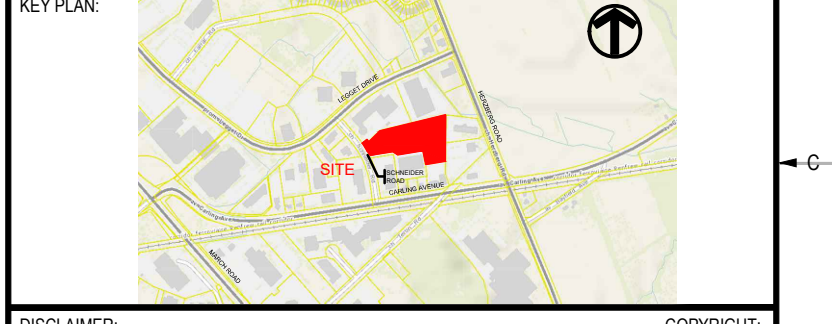 KEY PLAN:
LEGGET DRIVE
HERZBERG ROAD
SITE
SCHNEIDER
ROAD
CARLING AVENUE
MARCH ROAD
C
DISCLAIMER:
COPYRIGHT: